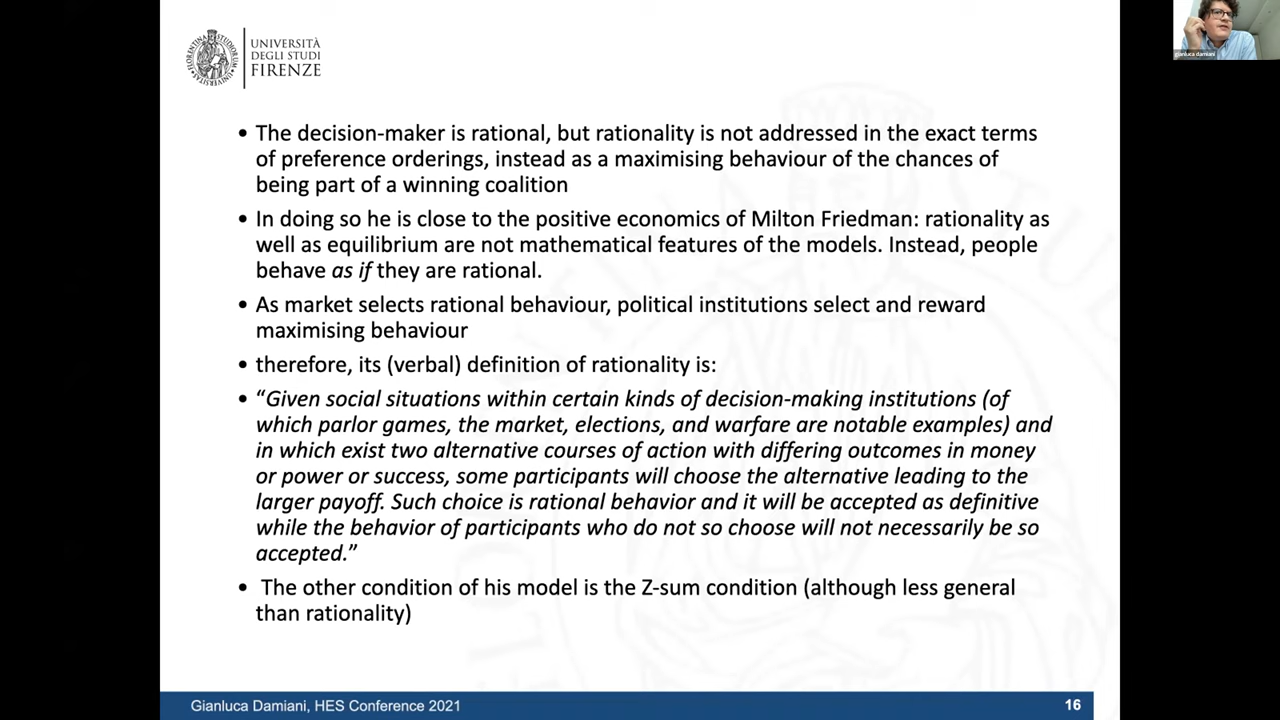 UNIVERSITÀ
DEGLI STUDI
FIRENZE
gianluca damiani
• The decision-maker is rational, but rationality is not addressed in the exact terms
of preference orderings, instead as a maximising behaviour of the chances of
being part of a winning coalition
• In doing so he is close to the positive economics of Milton Friedman: rationality as
well as equilibrium are not mathematical features of the models. Instead, people
behave as if they are rational.
• As market selects rational behaviour, political institutions select and reward
maximising behaviour
• therefore, its (verbal) definition of rationality is:
• “Given social situations within certain kinds of decision-making institutions (of
which parlor games, the market, elections, and warfare are notable examples) and
in which exist two alternative courses of action with differing outcomes in money
or power or success, some participants will choose the alternative leading to the
larger payoff. Such choice is rational behavior and it will be accepted as definitive
while the behavior of participants who do not so choose will not necessarily be so
accepted.”
• The other condition of his model is the Z-sum condition (although less general
than rationality)
Gianluca Damiani, HES Conference 2021
16